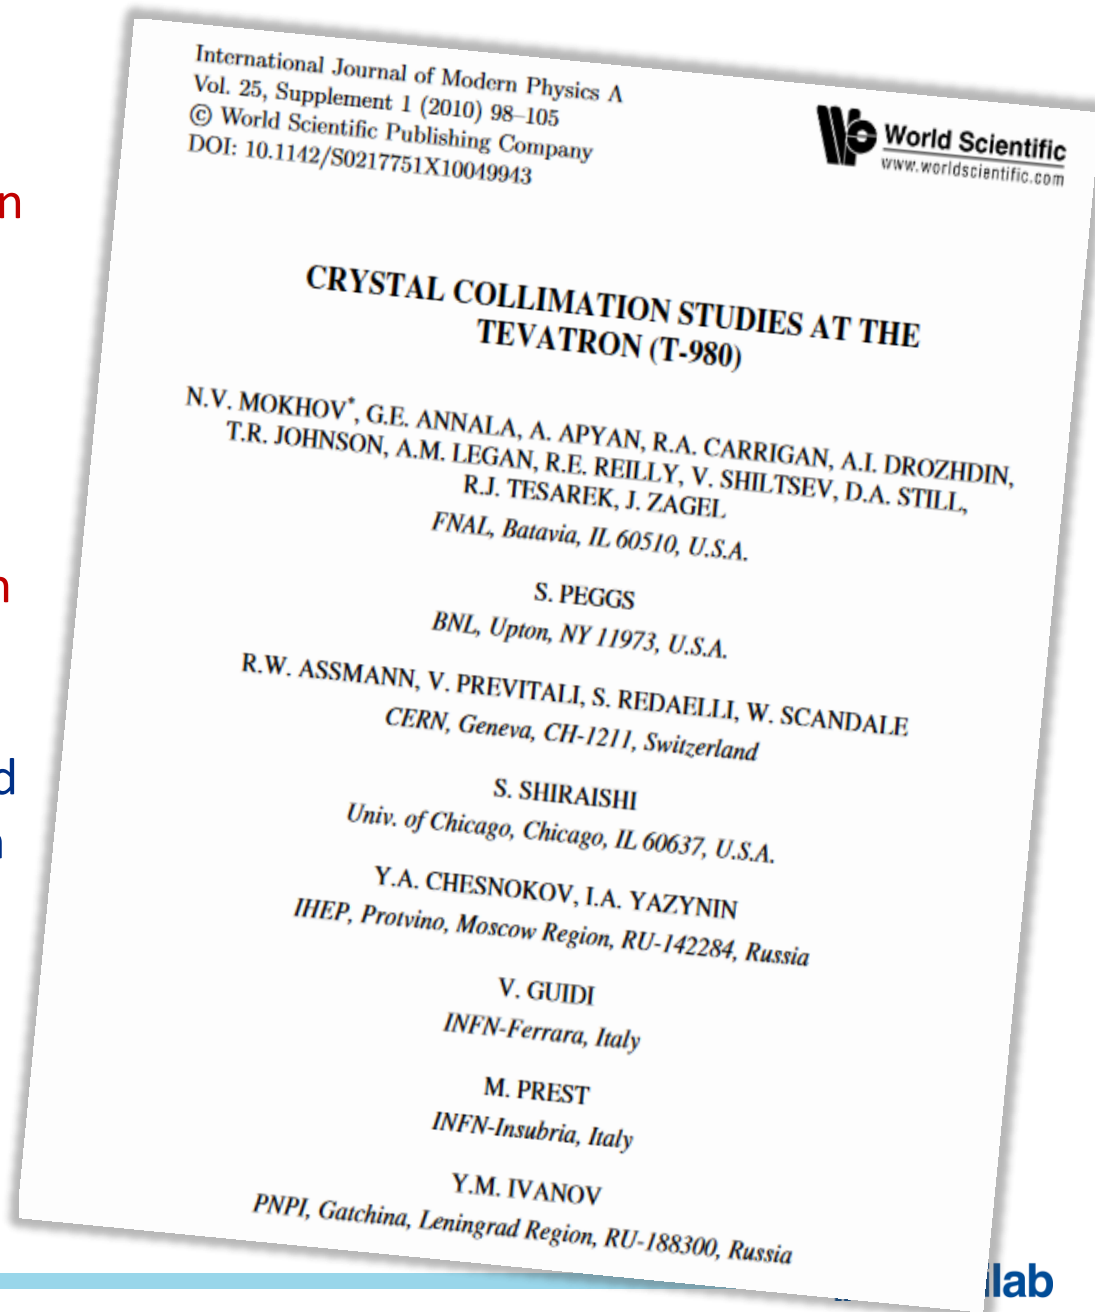 International Journal of Modern Physics A
Vol. 25, Supplement 1 (2010) 98–105
© World Scientific Publishing Company
DOI: 10.1142/S0217751X10049943
World Scientific
www.worldscientific.com
CRYSTAL COLLIMATION STUDIES AT THE
TEVATRON (T-980)
N.V. MOKHOV*, G.E. ANNALA, A. APYAN, R.A. CARRIGAN, A.I. DROZHDIN,
T.R. JOHNSON, A.M. LEGAN, R.E. REILLY, V. SHILTSEV, D.A. STILL,
R.J. TESAREK, J. ZAGEL
FNAL, Batavia, IL 60510, U.S.A.
S. PEGGS
BNL, Upton, NY 11973, U.S.A.
R.W. ASSMANN, V. PREVITALI, S. REDAELLI, W. SCANDALE
CERN, Geneva, CH-1211, Switzerland
S. SHIRAISHI
Univ. of Chicago, Chicago, IL 60637, U.S.A.
Y.A. CHESNOKOV, I.A. YAZYNIN
IHEP, Protvino, Moscow Region, RU-142284, Russia
V. GUIDI
INFN-Ferrara, Italy
M. PREST
INFN-Insubria, Italy
Y.M. IVANOV
PNPI, Gatchina, Leningrad Region, RU-188300, Russia